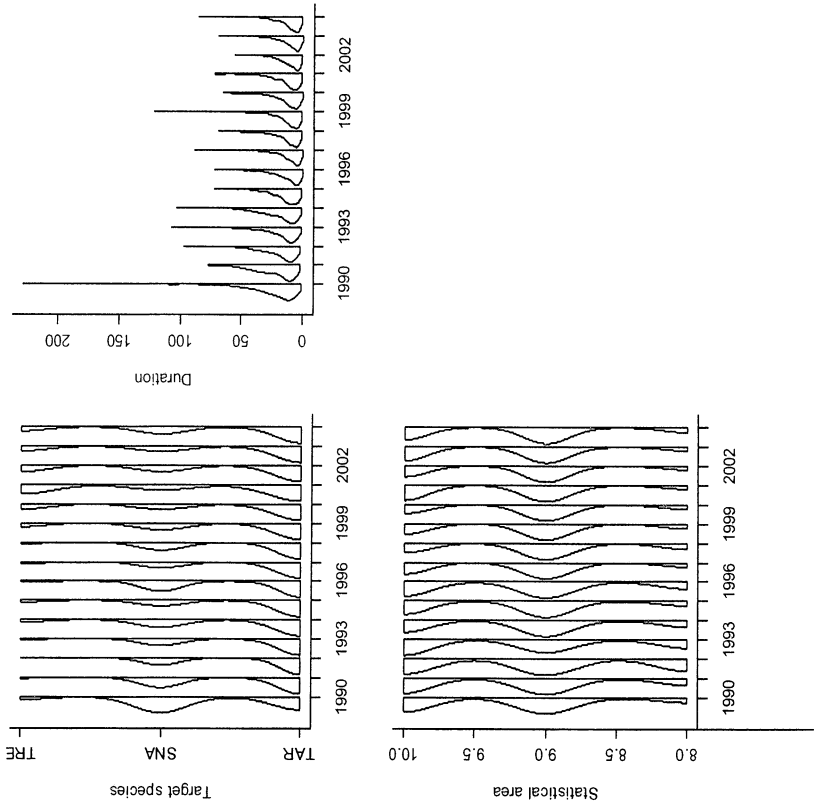 Duration
0 50 100 150 200
1990 1993 1996 1999 2002
Target species
TAR SNA TRE
1990 1993 1996 1999 2002
Statistical area
8.0 8.5 9.0 9.5 10.0
1990 1993 1996 1999 2002